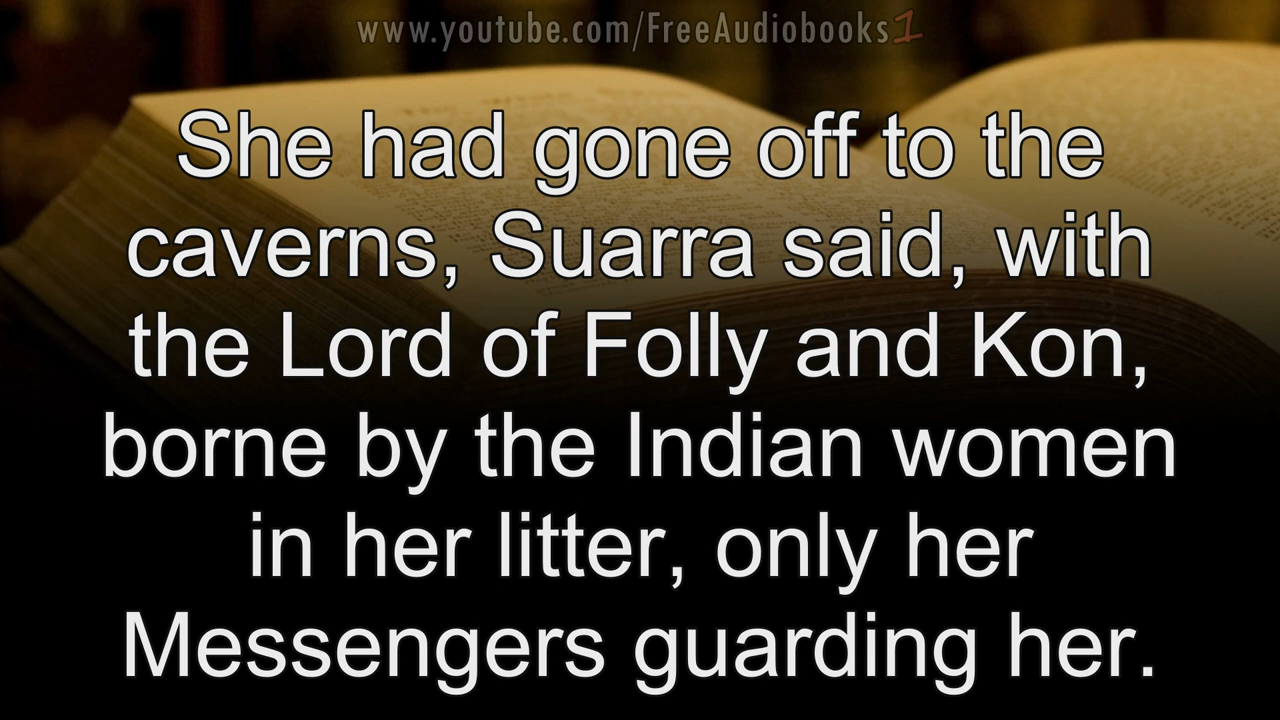 www.youtube.com/FreeAudiobooks1
She had gone off to the
caverns, Suarra said, with
the Lord of Folly and Kon,
borne by the Indian women
in her litter, only her
Messengers guarding her.